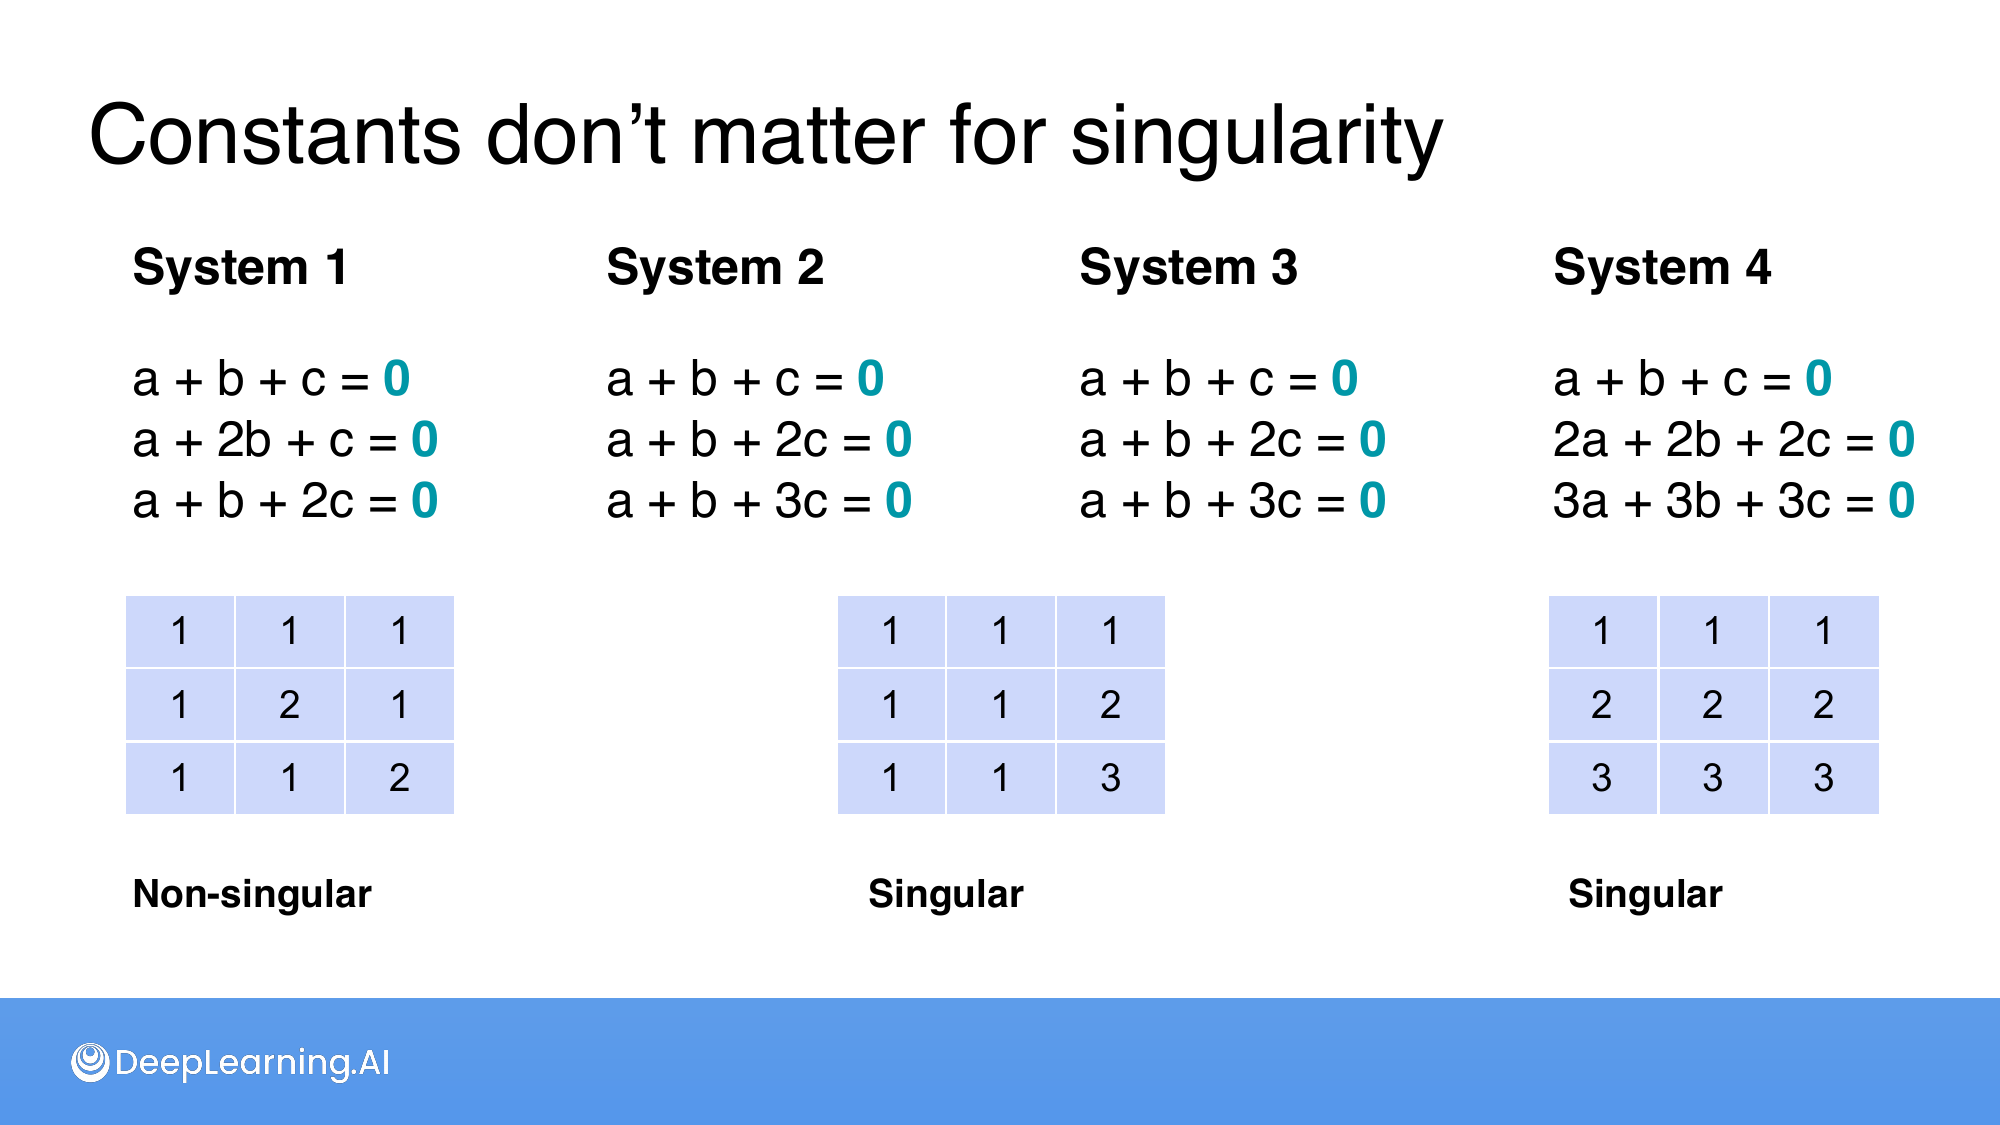 Constants don’t matter for singularity
System 1
a + b + c = 0
a + 2b + c = 0
a + b + 2c = 0
System 2
a + b + c = 0
a + b + 2c = 0
a + b + 3c = 0
System 3
a + b + c = 0
a + b + 2c = 0
a + b + 3c = 0
System 4
a + b + c = 0
2a + 2b + 2c = 0
3a + 3b + 3c = 0
1 1 1
1 2 1
1 1 2
Non-singular
1 1 1
1 1 2
1 1 3
Singular
1 1 1
2 2 2
3 3 3
Singular
DeepLearning.AI